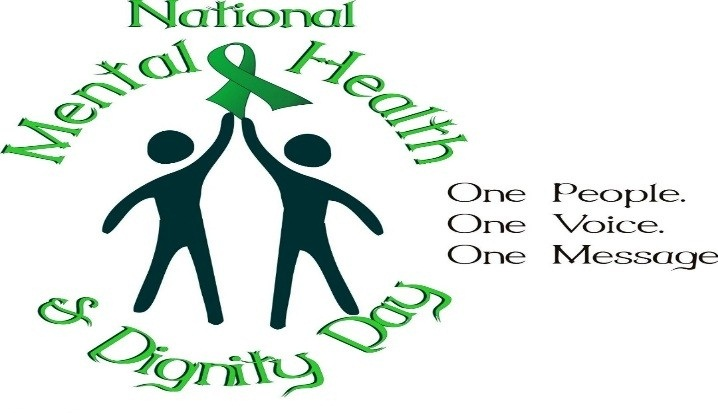 National
Mental Health
& Dignity Day
One People.
One Voice.
One Message